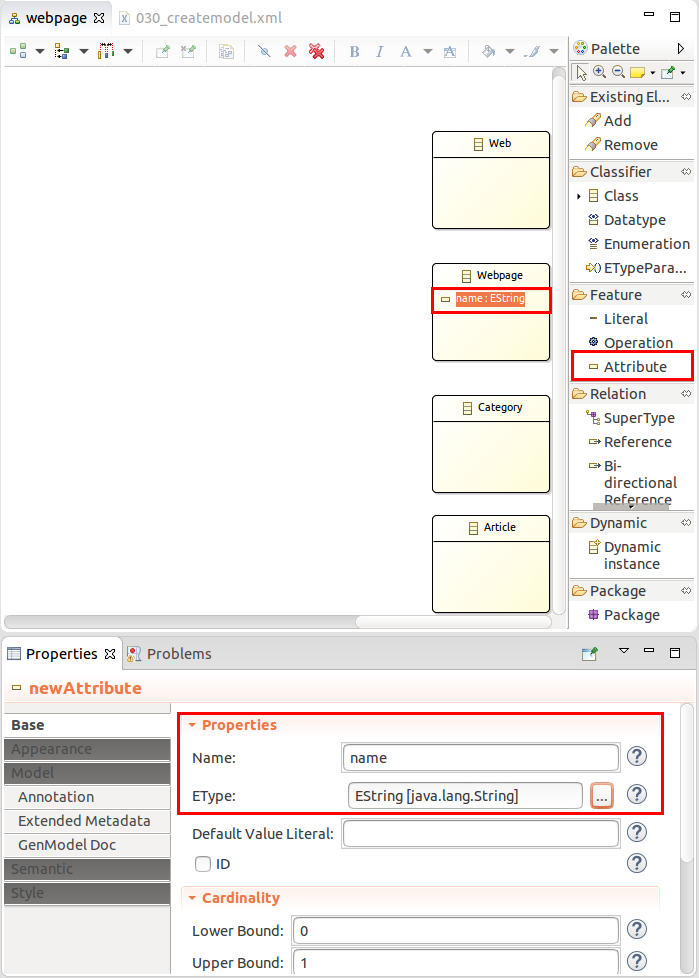 webpage
030_createmodel.xml
B I A A
Palette
Existing El...
Add
Remove
Classifier
Class
Datatype
Enumeration
ETypePara...
Feature
Literal
Operation
Attribute
Relation
SuperType
Reference
Bi-
directional
Reference
Dynamic
Dynamic
instance
Package
Package
Web
Webpage
name : EString
Category
Article
Properties
Problems
newAttribute
Base
Appearance
Model
Annotation
Extended Metadata
GenModel Doc
Semantic
Style
Properties
Name: name
EType: EString [java.lang.String] ...
Default Value Literal:
ID
Cardinality
Lower Bound: 0
Upper Bound: 1